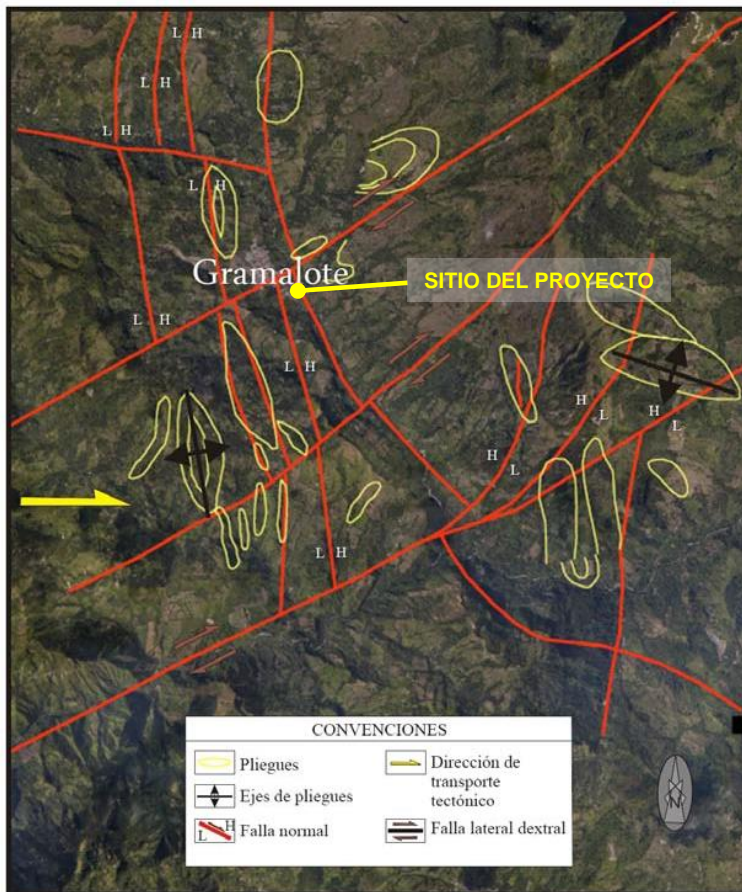 L H
L H
L H
L H
Gramalote
SITIO DEL PROYECTO
L H
L H
H
L
H
L
H
L
L H
CONVENCIONES
Pliegues
Ejes de pliegues
H
L
Falla normal
Dirección de
transporte
tectónico
Falla lateral dextral
N